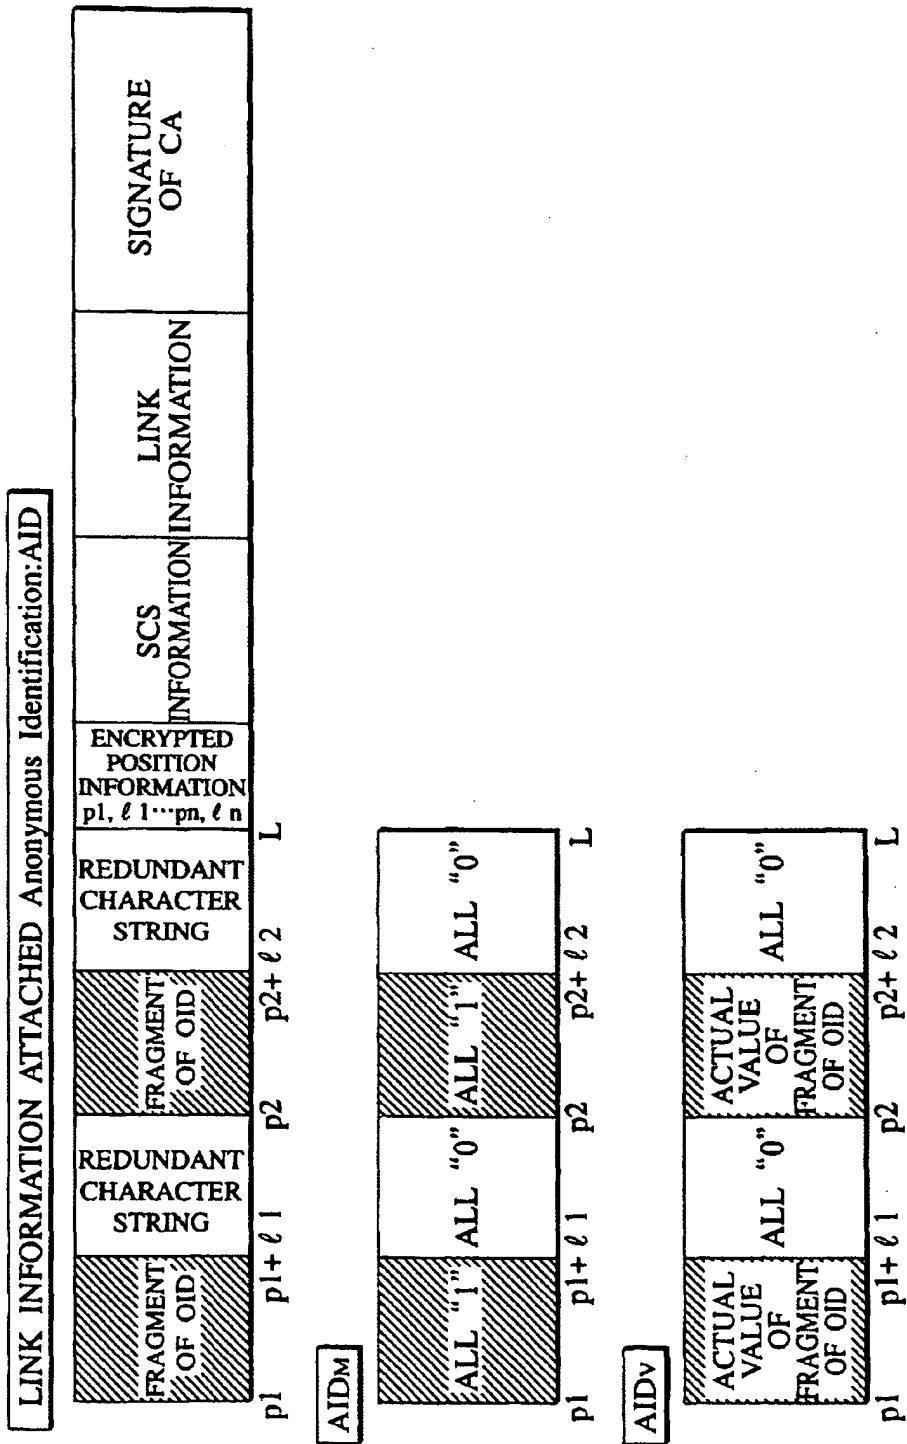 LINK INFORMATION ATTACHED Anonymous Identification:AID
FRAGMENT
OF OID
REDUNDANT
CHARACTER
STRING
FRAGMENT
OF OID
REDUNDANT
CHARACTER
STRING
ENCRYPTED
POSITION
INFORMATION
p1, ℓ 1···pn, ℓ n
SCS
INFORMATION
LINK
INFORMATION
SIGNATURE
OF CA
p1
p1+ ℓ 1
p2
p2+ ℓ 2
L
AIDM
ALL "1"
ALL "0"
ALL "1"
ALL "0"
p1
p1+ ℓ 1
p2
p2+ ℓ 2
L
AIDV
ACTUAL
VALUE
OF
FRAGMENT
OF OID
ALL "0"
ACTUAL
VALUE
OF
FRAGMENT
OF OID
ALL "0"
p1
p1+ ℓ 1
p2
p2+ ℓ 2
L